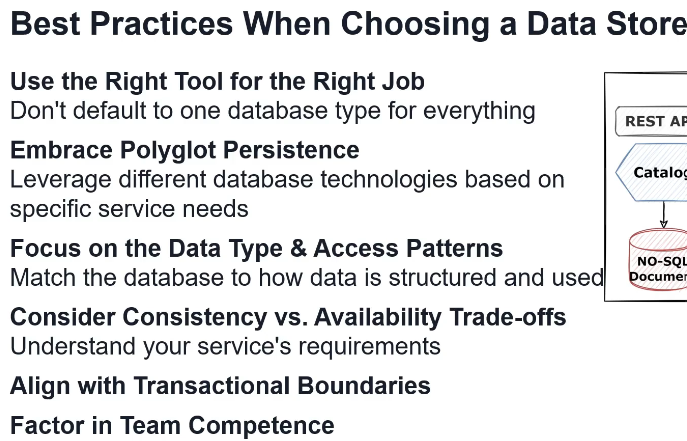 Best Practices When Choosing a Data Store
Use the Right Tool for the Right Job
Don't default to one database type for everything
Embrace Polyglot Persistence
Leverage different database technologies based on
specific service needs
Focus on the Data Type & Access Patterns
Match the database to how data is structured and used
Consider Consistency vs. Availability Trade-offs
Understand your service's requirements
Align with Transactional Boundaries
Factor in Team Competence
REST AP
Catalog
NO-SQL
Documen